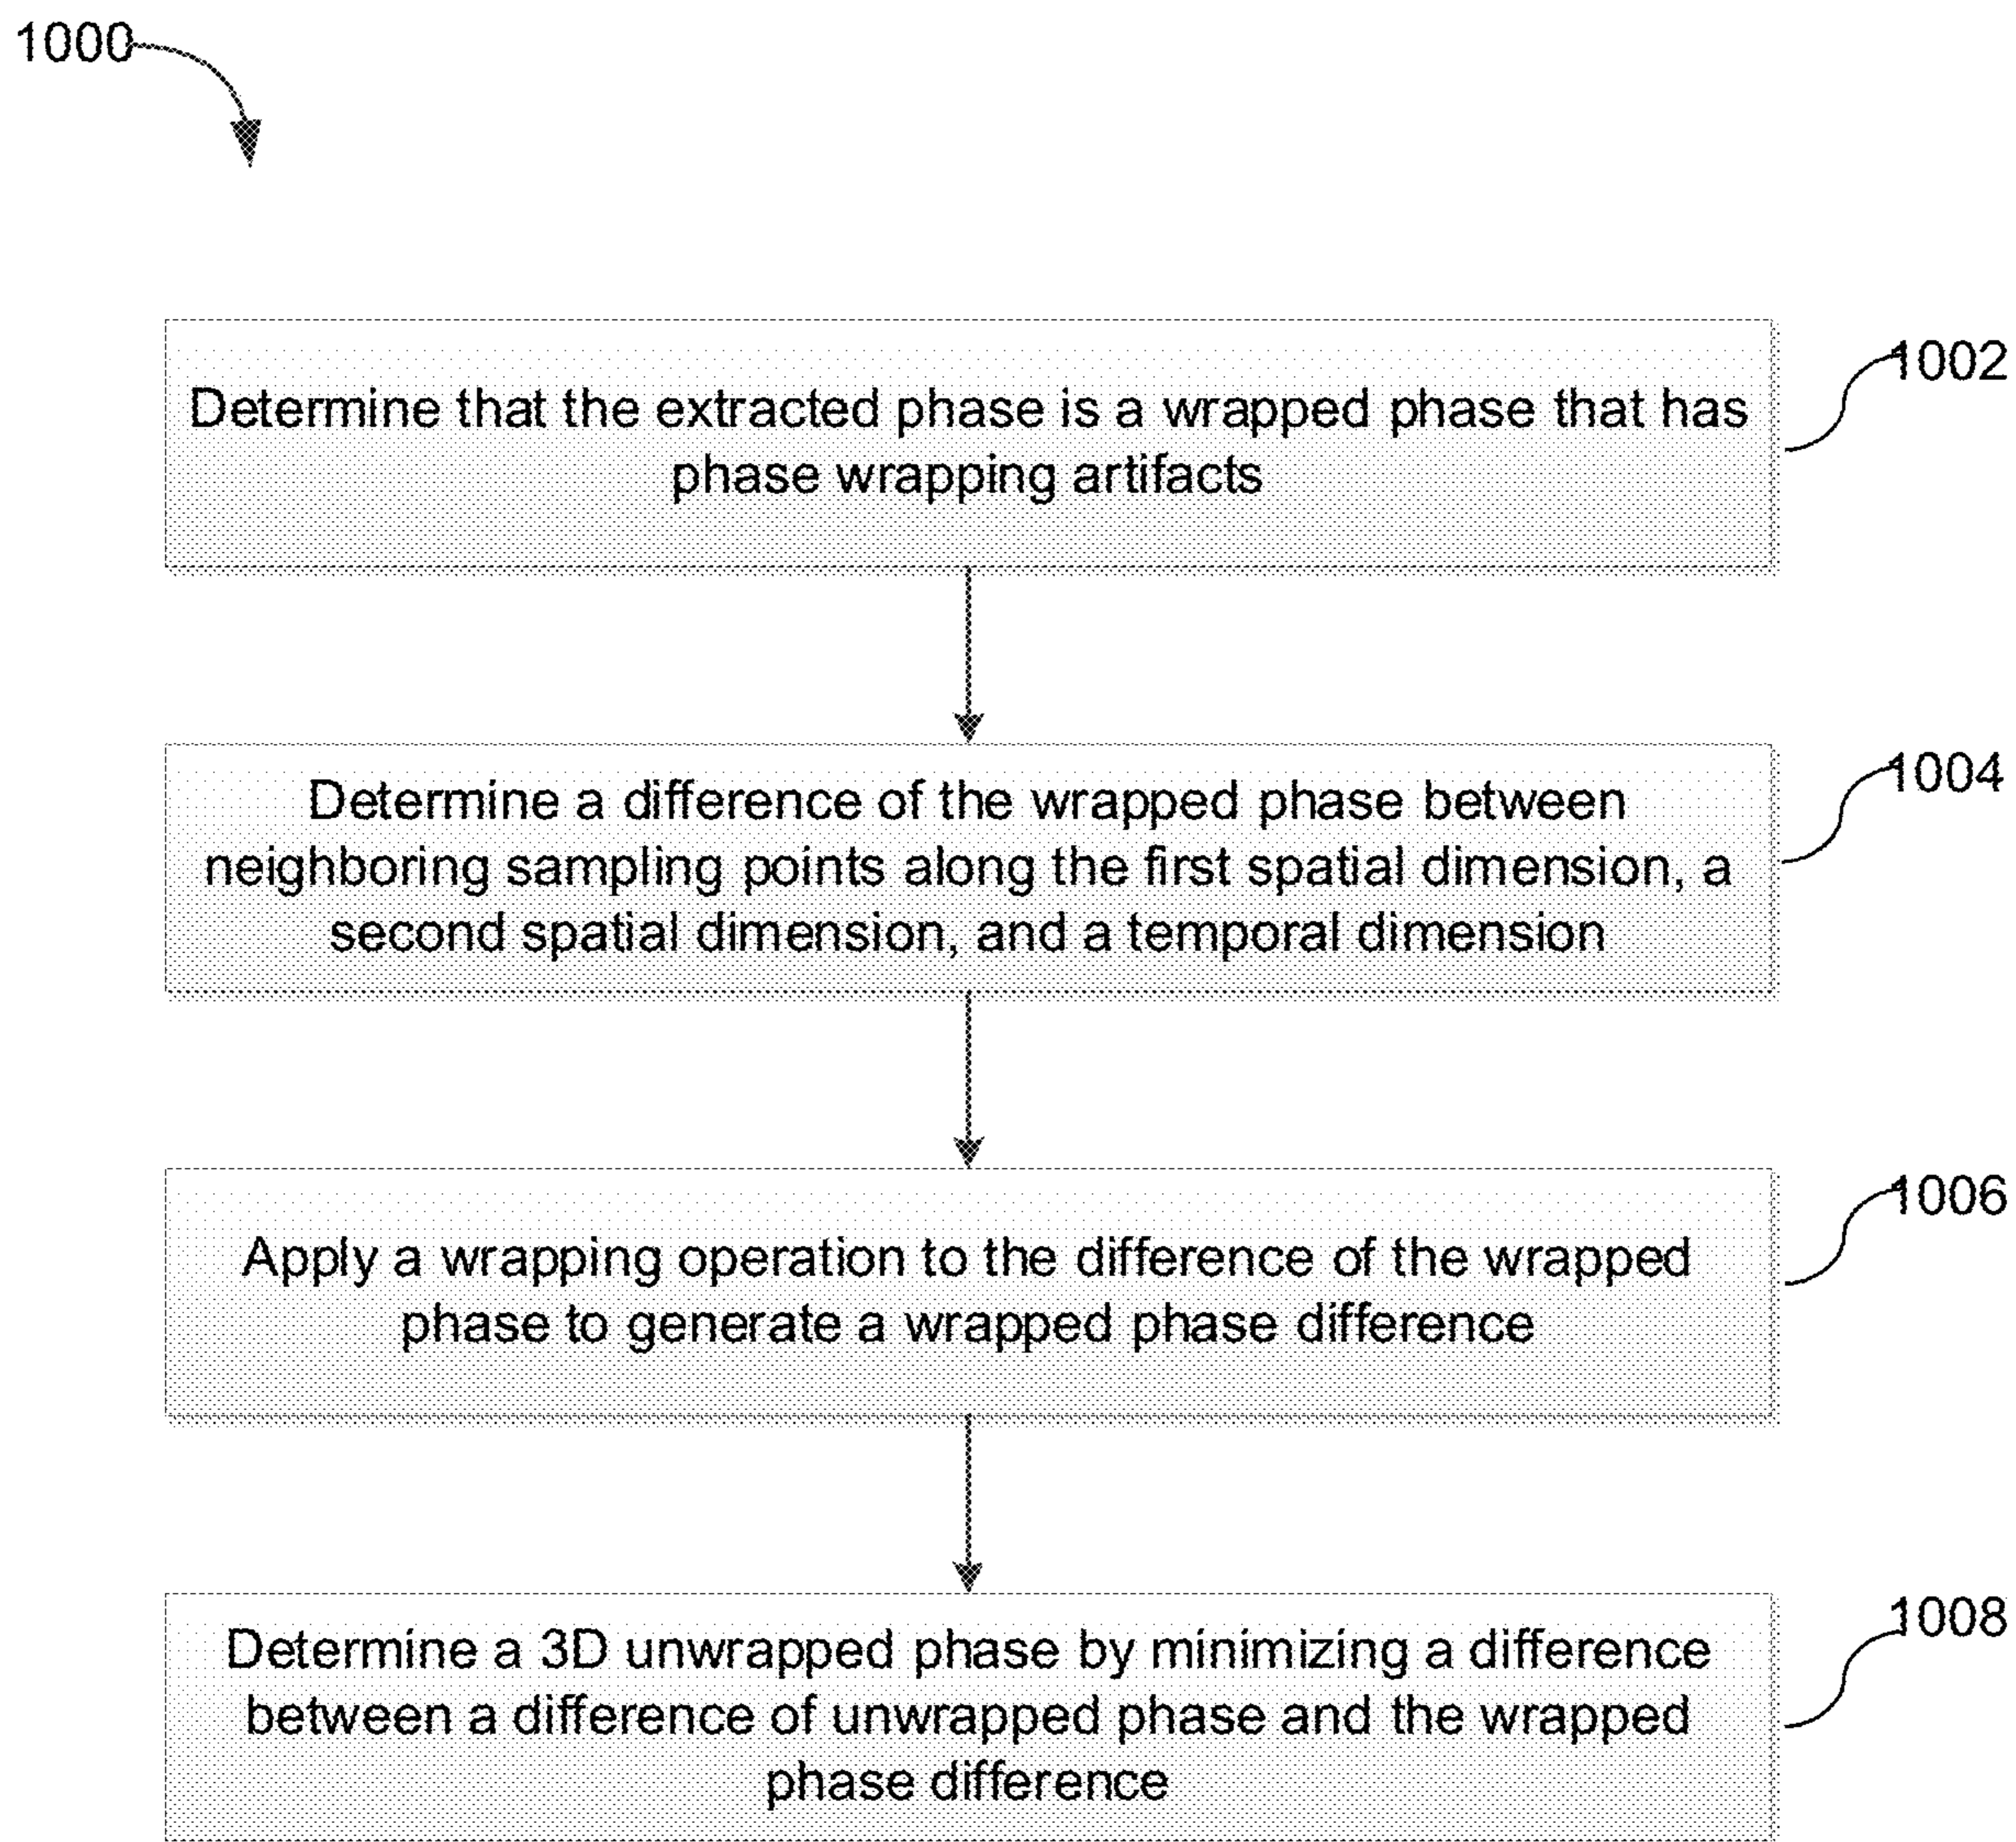 1000
Determine that the extracted phase is a wrapped phase that has
phase wrapping artifacts
1002
Determine a difference of the wrapped phase between
neighboring sampling points along the first spatial dimension, a
second spatial dimension, and a temporal dimension
1004
Apply a wrapping operation to the difference of the wrapped
phase to generate a wrapped phase difference
1006
Determine a 3D unwrapped phase by minimizing a difference
between a difference of unwrapped phase and the wrapped
phase difference
1008